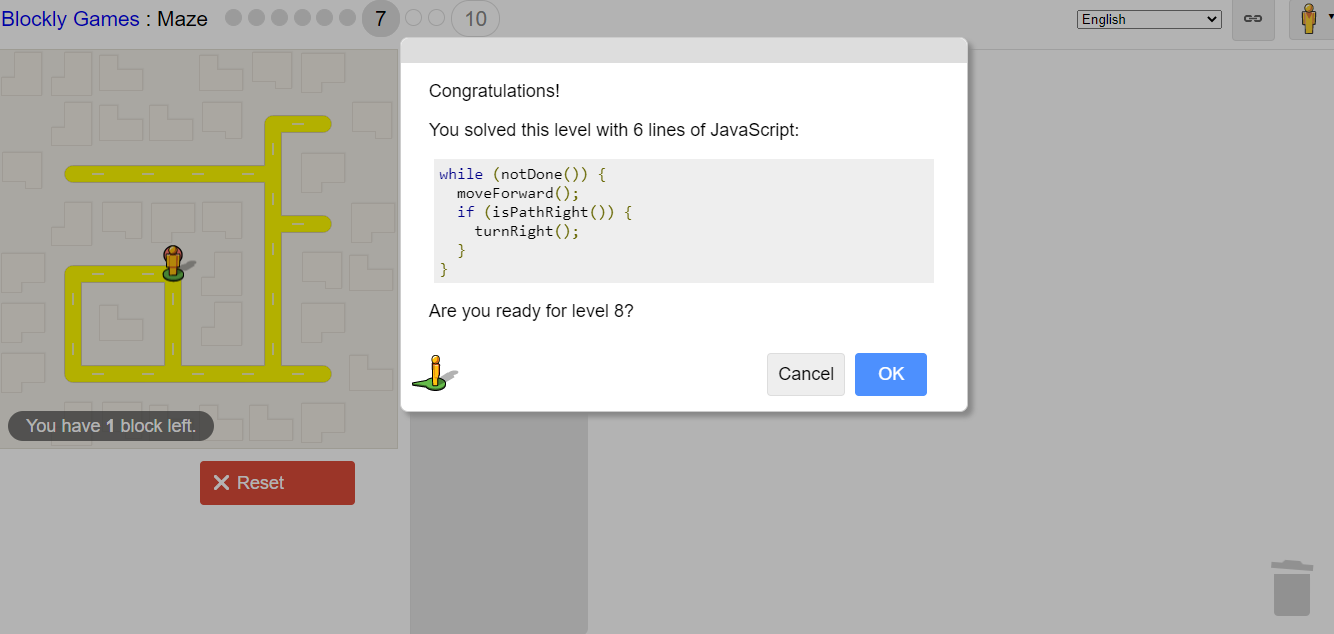 Blockly Games : Maze 7 10 English
Congratulations!
You solved this level with 6 lines of JavaScript:
while (notDone()) {
  moveForward();
  if (isPathRight()) {
    turnRight();
  }
}
Are you ready for level 8?
Cancel OK
You have 1 block left.
Reset